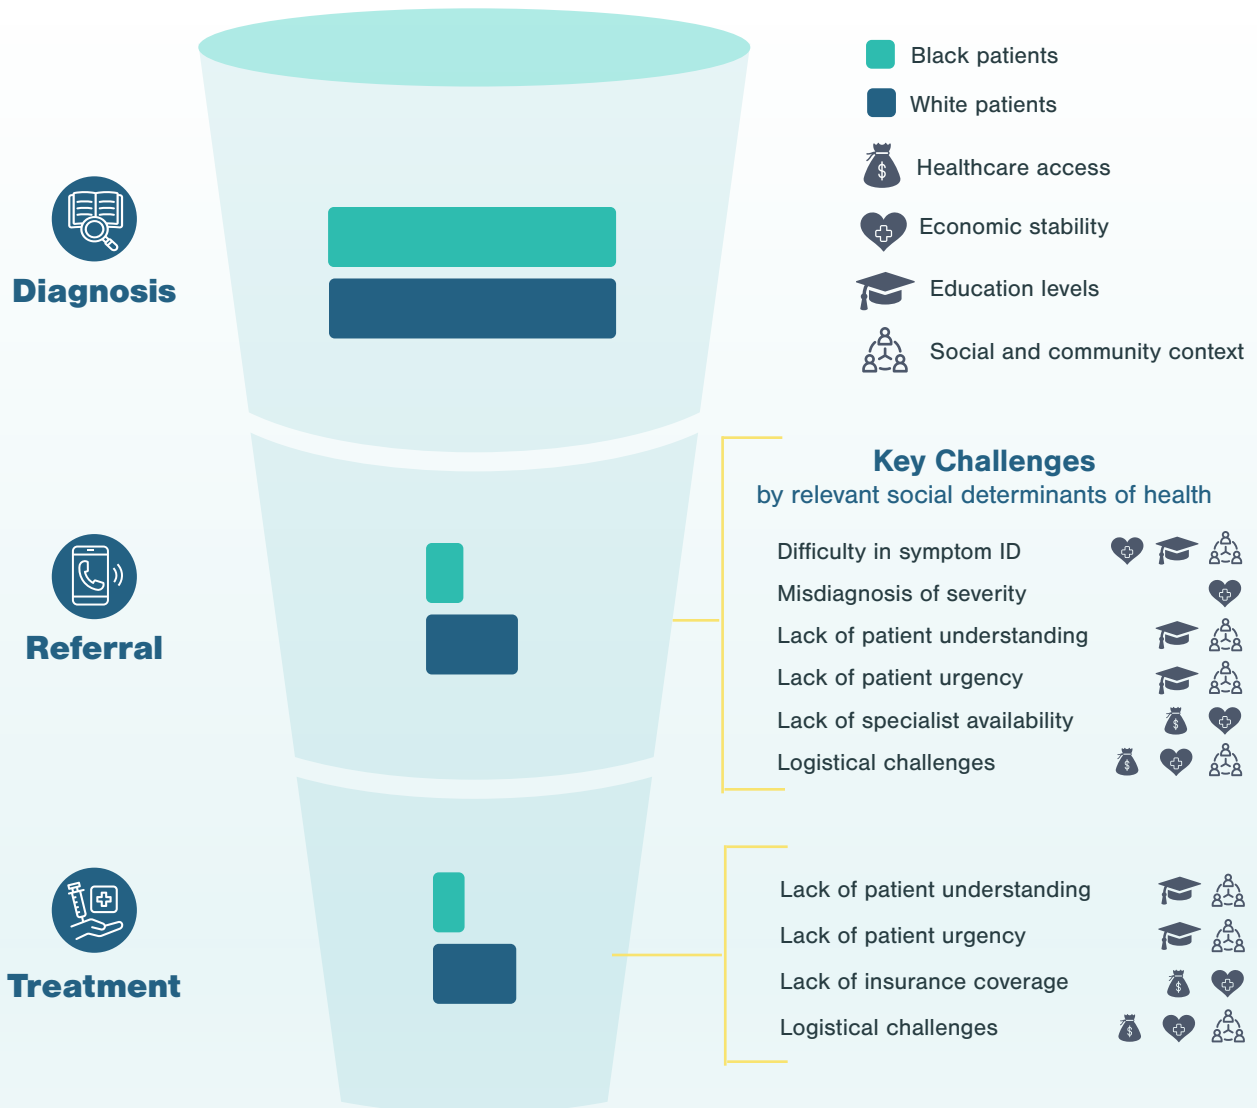 Black patients
White patients
$ Healthcare access
Economic stability
Education levels
Social and community context
Diagnosis
Key Challenges
by relevant social determinants of health
Difficulty in symptom ID
Misdiagnosis of severity
Lack of patient understanding
Lack of patient urgency
Lack of specialist availability $
Logistical challenges $
Referral
Lack of patient understanding
Lack of patient urgency
Lack of insurance coverage $
Logistical challenges $
Treatment